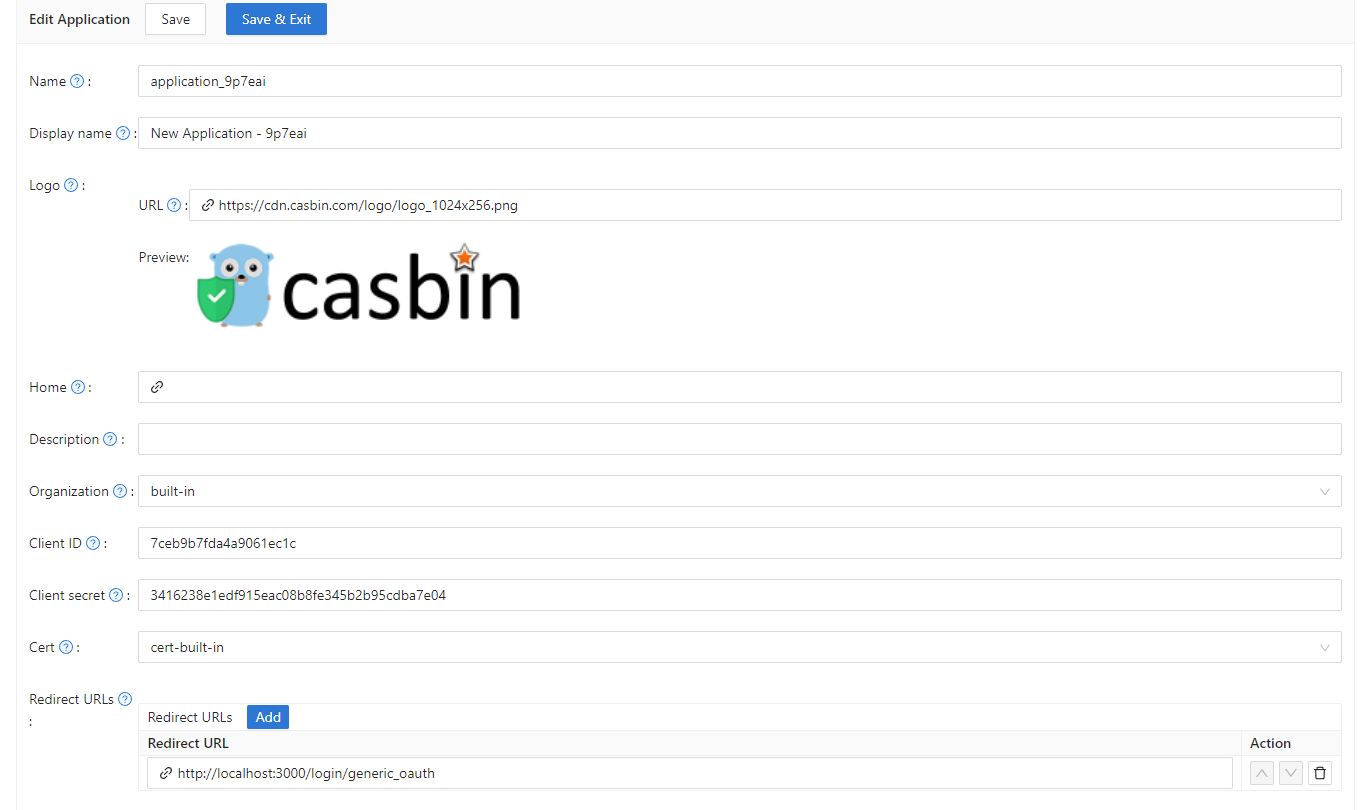 Edit Application Save Save & Exit
Name ? : application_9p7eai
Display name ? : New Application - 9p7eai
Logo ? :
URL ? : https://cdn.casbin.com/logo/logo_1024x256.png
Preview: casbin
Home ? :
Description ? :
Organization ? : built-in
Client ID ? : 7ceb9b7fda4a9061ec1c
Client secret ? : 3416238e1edf915eac08b8fe345b2b95cdba7e04
Cert ? : cert-built-in
Redirect URLs ?
:
Redirect URLs Add
Redirect URL Action
http://localhost:3000/login/generic_oauth